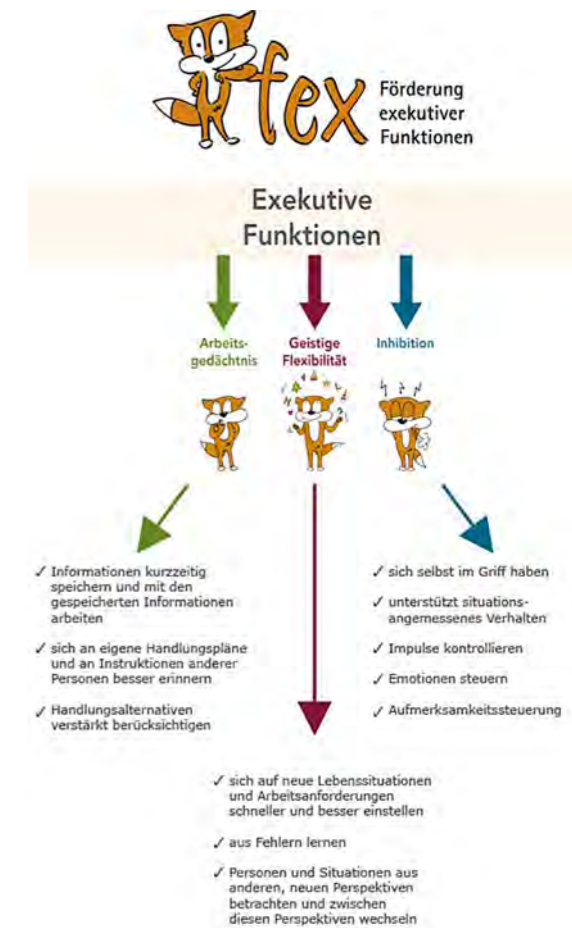 fex
Förderung
exekutiver
Funktionen
Exekutive
Funktionen
Arbeits-
gedächtnis
Geistige
Flexibilität
Inhibition
✓ Informationen kurzzeitig
speichern und mit den
gespeicherten Informationen
arbeiten
✓ sich an eigene Handlungspläne
und an Instruktionen anderer
Personen besser erinnern
✓ Handlungsalternativen
verstärkt berücksichtigen
✓ sich selbst im Griff haben
✓ unterstützt situations-
angemessenes Verhalten
✓ Impulse kontrollieren
✓ Emotionen steuern
✓ Aufmerksamkeitssteuerung
✓ sich auf neue Lebenssituationen
und Arbeitsanforderungen
schneller und besser einstellen
✓ aus Fehlern lernen
✓ Personen und Situationen aus
anderen, neuen Perspektiven
betrachten und zwischen
diesen Perspektiven wechseln